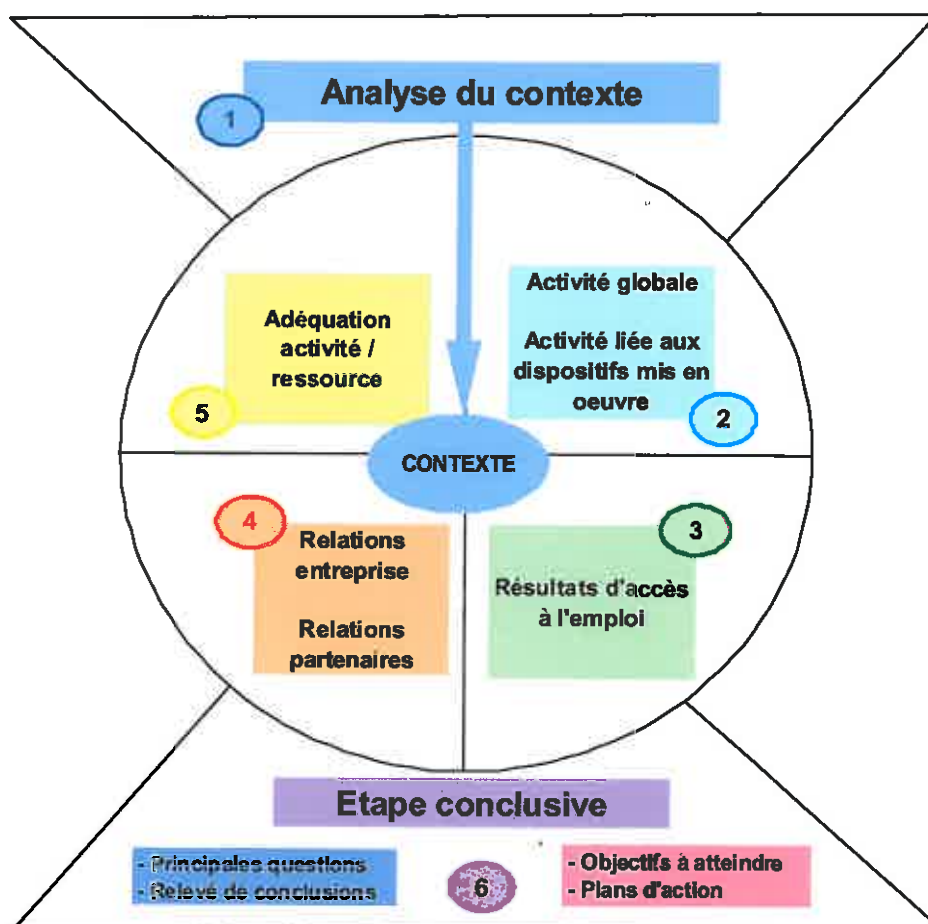 Analyse du contexte
1
Activité globale
Activité liée aux
dispositifs mis en
oeuvre
2
Adéquation
activité /
ressource
5
CONTEXTE
4
Relations
entreprise
Relations
partenaires
3
Résultats d'accès
à l'emploi
Etape conclusive
- Principales questions
- Relevé de conclusions
6
- Objectifs à atteindre
- Plans d'action